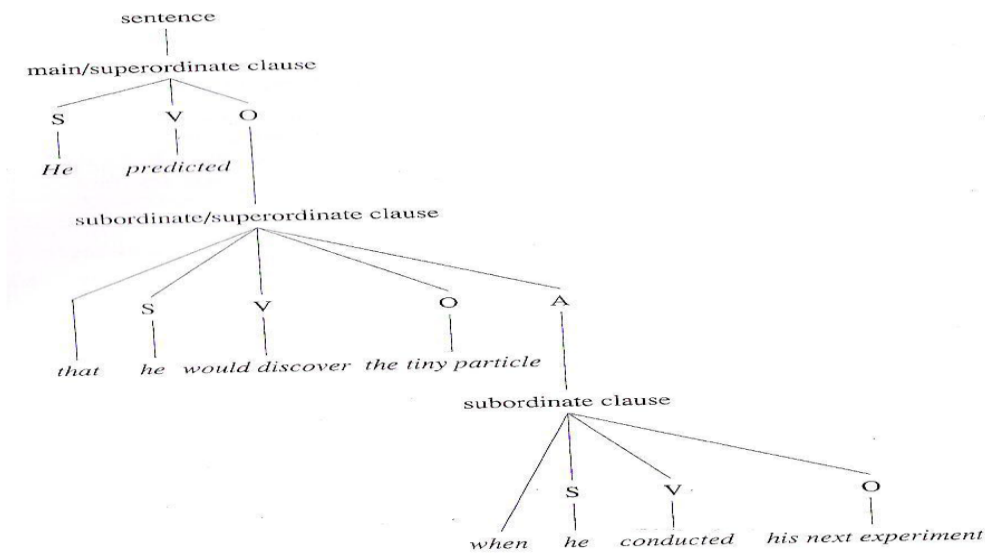 sentence
main/superordinate clause
S V O
He predicted
subordinate/superordinate clause
S V O A
that he would discover the tiny particle
subordinate clause
S V O
when he conducted his next experiment